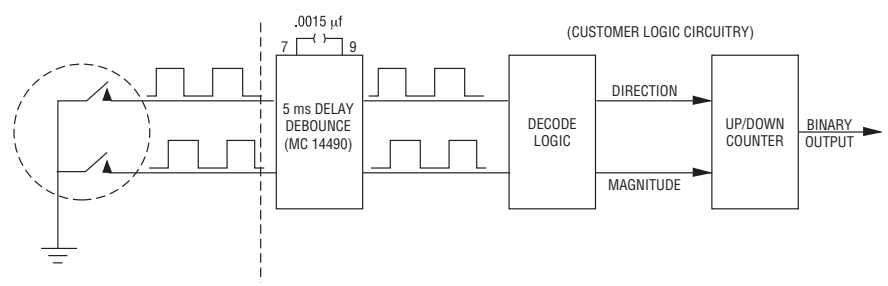 .0015 µf
7 9
(CUSTOMER LOGIC CIRCUITRY)
5 ms DELAY
DEBOUNCE
(MC 14490)
DECODE
LOGIC
DIRECTION
MAGNITUDE
UP/DOWN
COUNTER
BINARY
OUTPUT